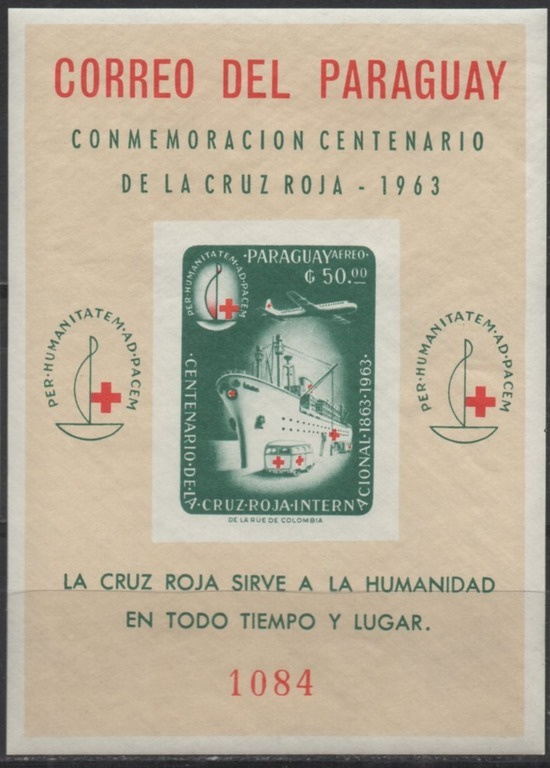 CORREO DEL PARAGUAY
CONMEMORACION CENTENARIO
DE LA CRUZ ROJA - 1963
·PARAGUAY AEREO·
₲ 50.00
PER·HUMANITATEM·AD·PACEM
PER·HUMANITATEM·AD·PACEM
PER·HUMANITATEM·AD·PACEM
·CENTENARIO·DE·LA·CRUZ·ROJA·INTERNACIONAL·1863·1963·
DE LA RUE DE COLOMBIA
LA CRUZ ROJA SIRVE A LA HUMANIDAD
EN TODO TIEMPO Y LUGAR.
1084